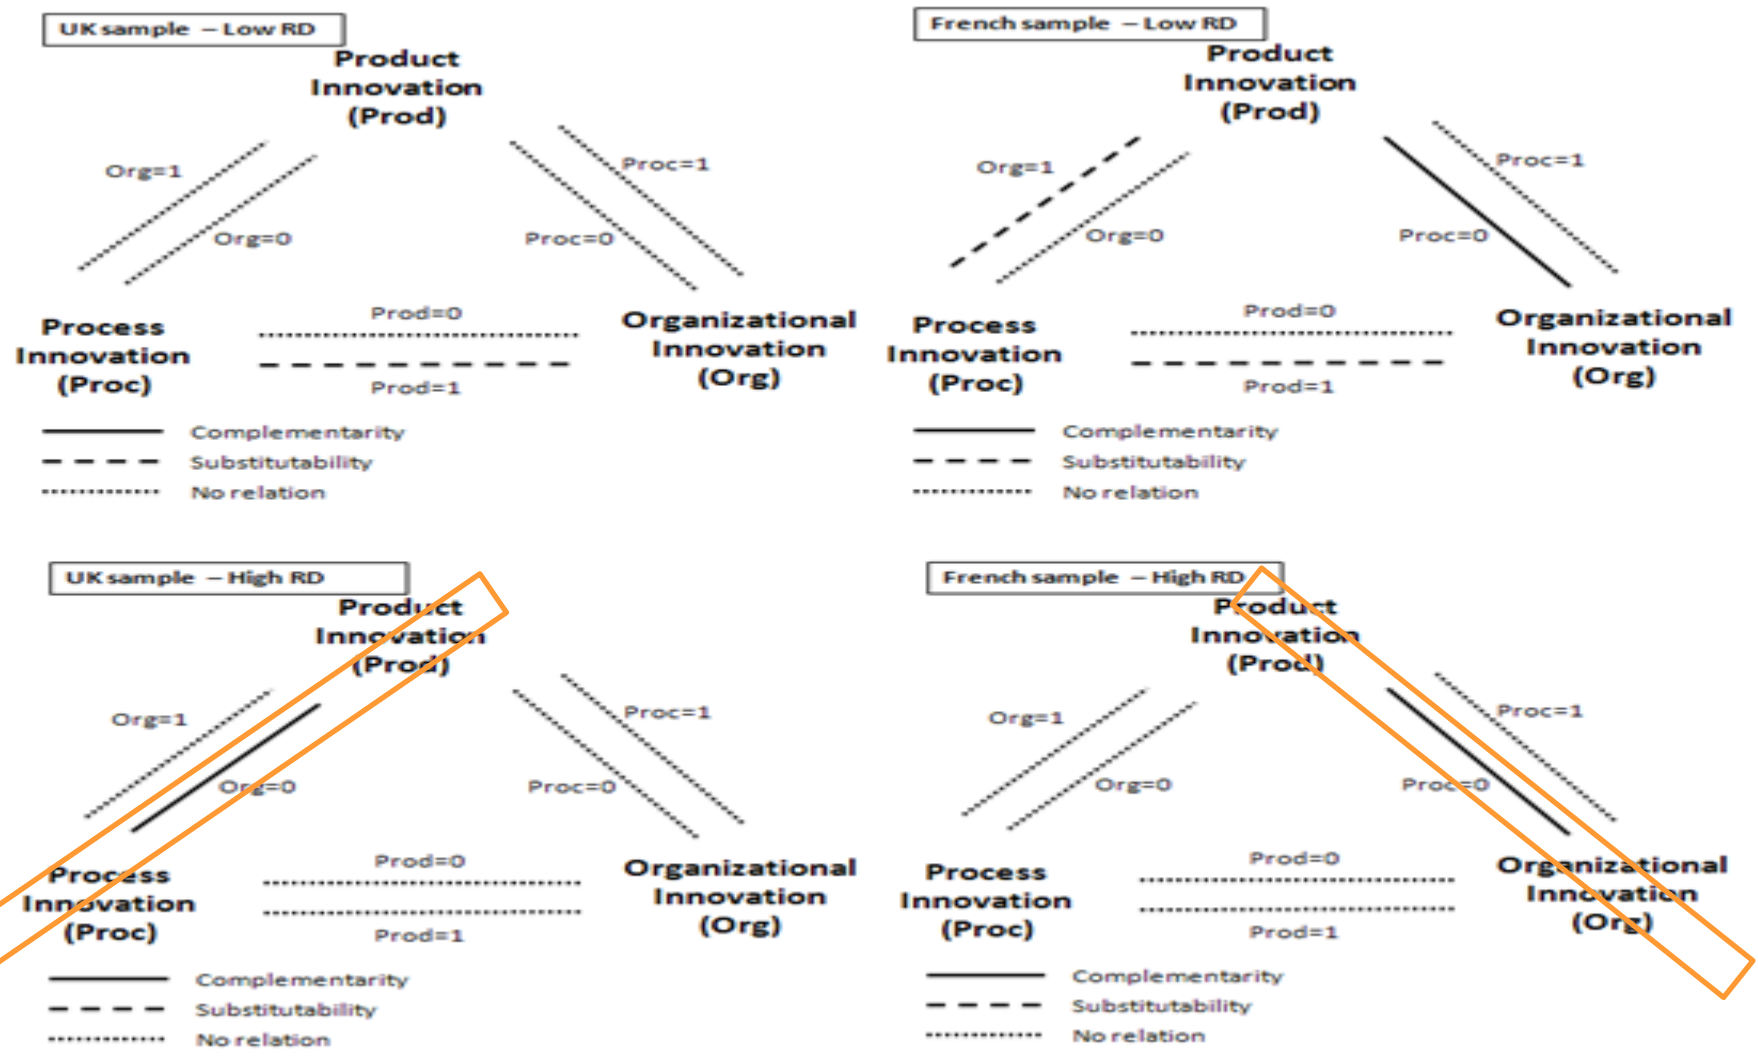 UK sample – Low RD
Product
Innovation
(Prod)
Org=1
Org=0
Proc=1
Proc=0
Process
Innovation
(Proc)
Prod=0
Prod=1
Organizational
Innovation
(Org)
Complementarity
Substitutability
No relation
French sample – Low RD
Product
Innovation
(Prod)
Org=1
Org=0
Proc=1
Proc=0
Process
Innovation
(Proc)
Prod=0
Prod=1
Organizational
Innovation
(Org)
Complementarity
Substitutability
No relation
UK sample – High RD
Product
Innovation
(Prod)
Org=1
Org=0
Proc=1
Proc=0
Process
Innovation
(Proc)
Prod=0
Prod=1
Organizational
Innovation
(Org)
Complementarity
Substitutability
No relation
French sample – High RD
Product
Innovation
(Prod)
Org=1
Org=0
Proc=1
Proc=0
Process
Innovation
(Proc)
Prod=0
Prod=1
Organizational
Innovation
(Org)
Complementarity
Substitutability
No relation